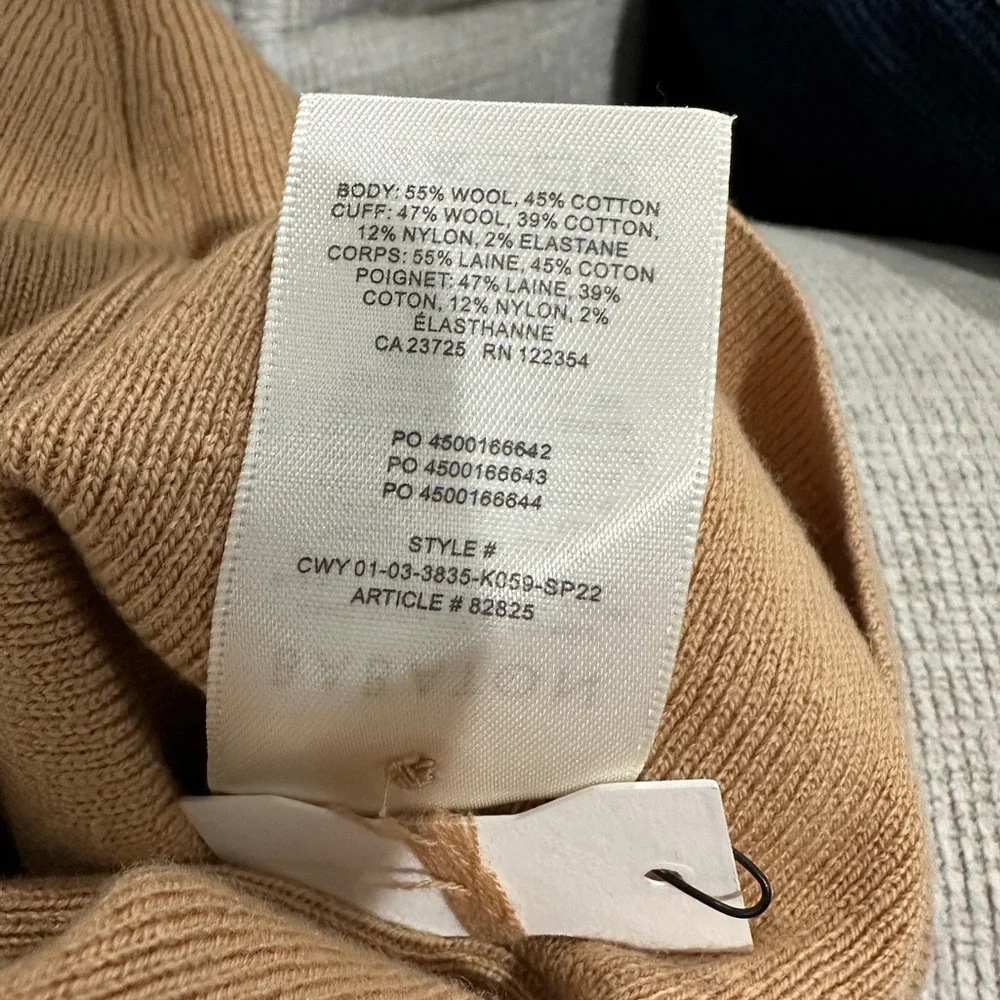 BODY: 55% WOOL, 45% COTTON
CUFF: 47% WOOL, 39% COTTON,
12% NYLON, 2% ELASTANE
CORPS: 55% LAINE, 45% COTON
POIGNET: 47% LAINE, 39%
COTON, 12% NYLON, 2%
ÉLASTHANNE
CA 23725 RN 122354
PO 4500166642
PO 4500166643
PO 4500166644
STYLE #
CWY 01-03-3835-K059-SP22
ARTICLE # 82825